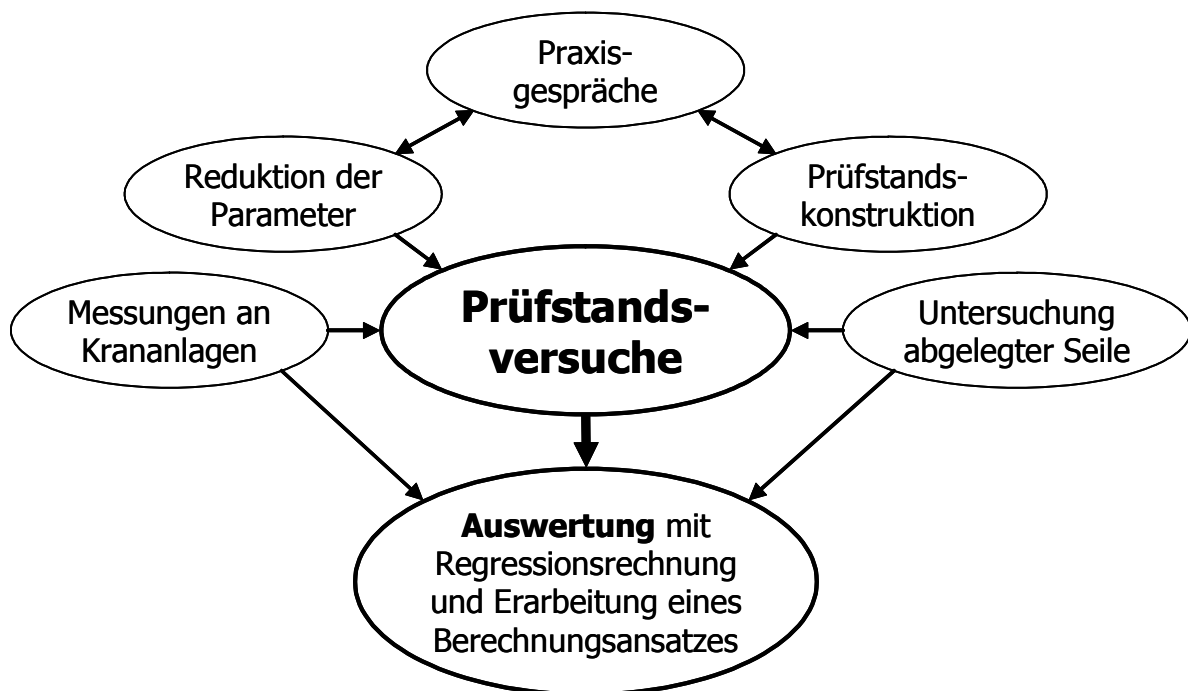 Praxis-
gespräche
Reduktion der
Parameter
Prüfstands-
konstruktion
Messungen an
Krananlagen
Prüfstands-
versuche
Untersuchung
abgelegter Seile
Auswertung mit
Regressionsrechnung
und Erarbeitung eines
Berechnungsansatzes